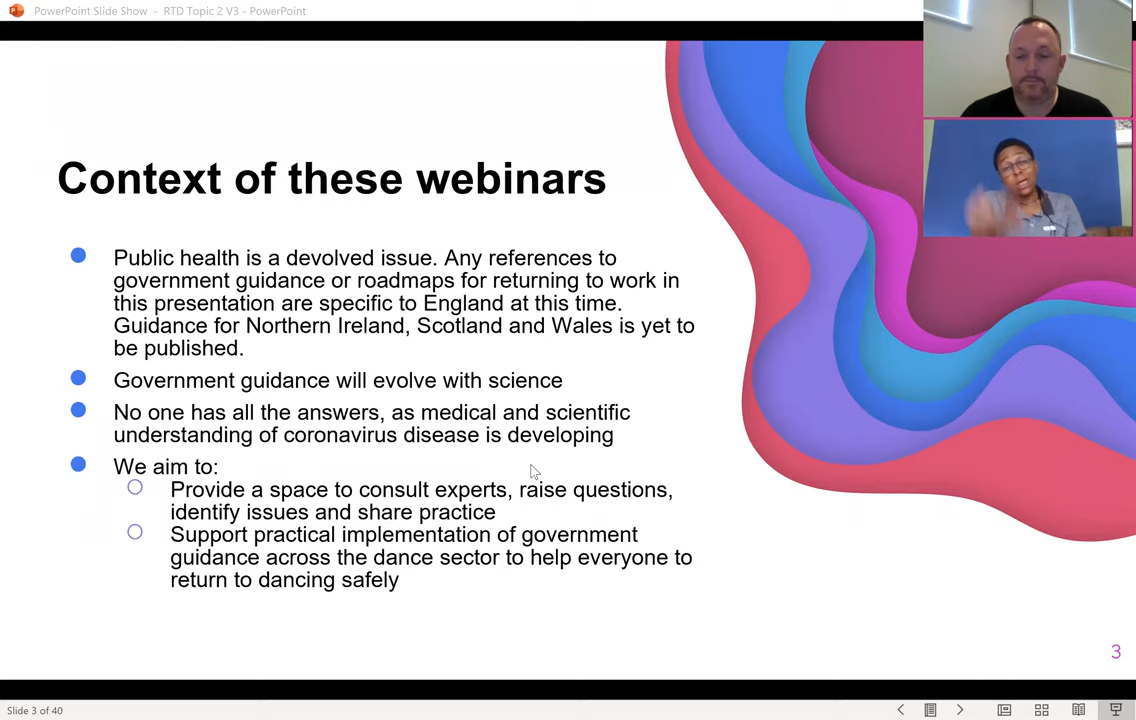 PowerPoint Slide Show - RTD Topic 2 V3 - PowerPoint
Context of these webinars
Public health is a devolved issue. Any references to
government guidance or roadmaps for returning to work in
this presentation are specific to England at this time.
Guidance for Northern Ireland, Scotland and Wales is yet to
be published.
Government guidance will evolve with science
No one has all the answers, as medical and scientific
understanding of coronavirus disease is developing
We aim to:
Provide a space to consult experts, raise questions,
identify issues and share practice
Support practical implementation of government
guidance across the dance sector to help everyone to
return to dancing safely
3
Slide 3 of 40